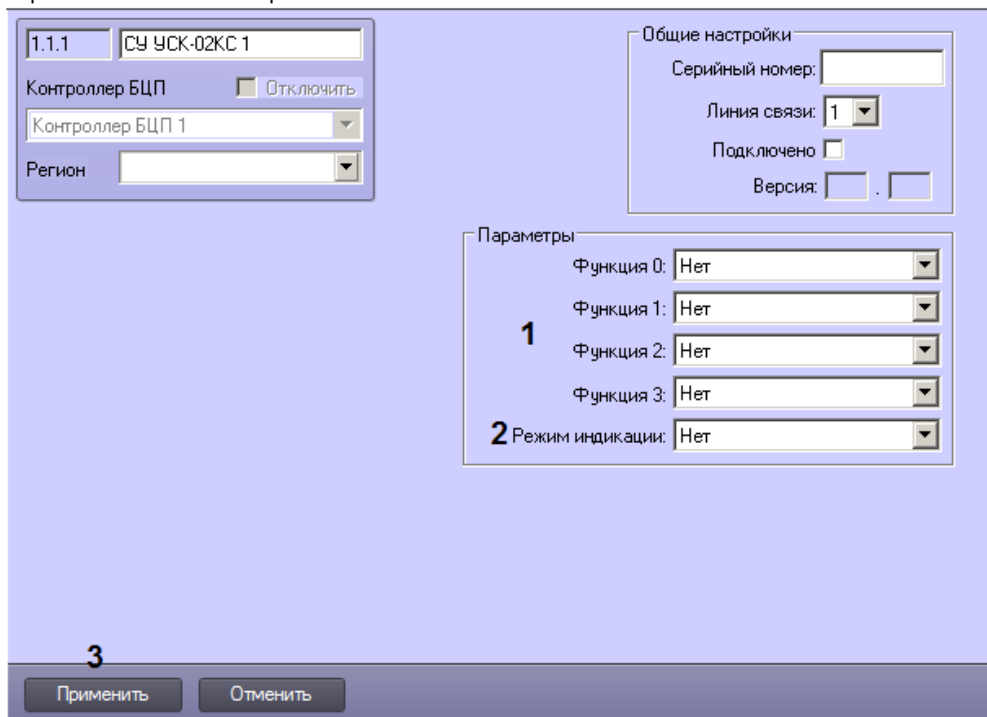 1.1.1 СУ УСК-02КС 1
Контроллер БЦП Отключить
Контроллер БЦП 1
Регион
Общие настройки
Серийный номер:
Линия связи: 1
Подключено
Версия: .
Параметры
Функция 0: Нет
1
Функция 1: Нет
Функция 2: Нет
Функция 3: Нет
2 Режим индикации: Нет
3
Применить Отменить